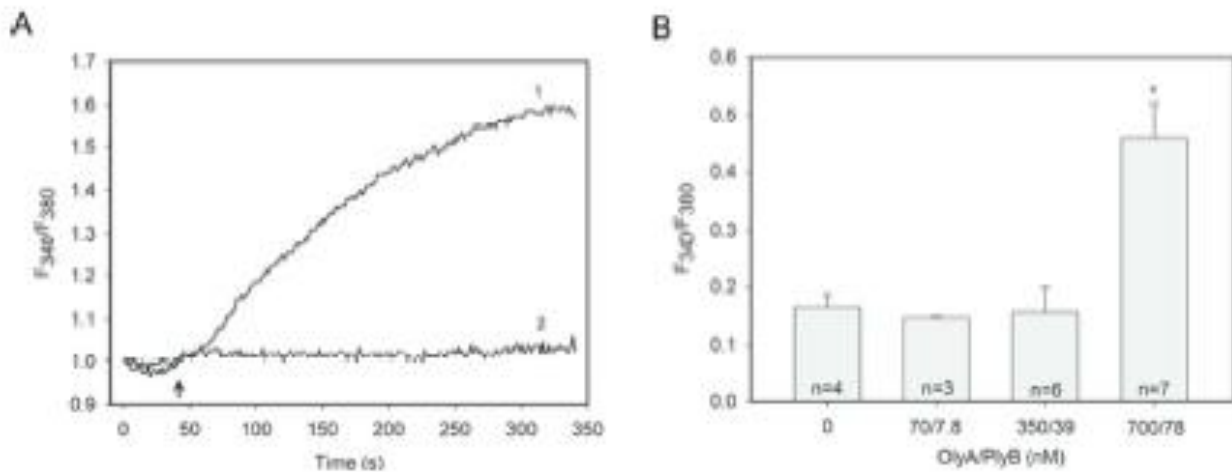 A
F340/F380
1.7
1.6
1.5
1.4
1.3
1.2
1.1
1.0
0.9
1
2
0 50 100 150 200 250 300 350
Time (s)
B
F340/F380
0.6
0.5
0.4
0.3
0.2
0.1
0.0
*
n=4 n=3 n=6 n=7
0 70/7.8 350/39 700/78
OlyA/PlyB (nM)